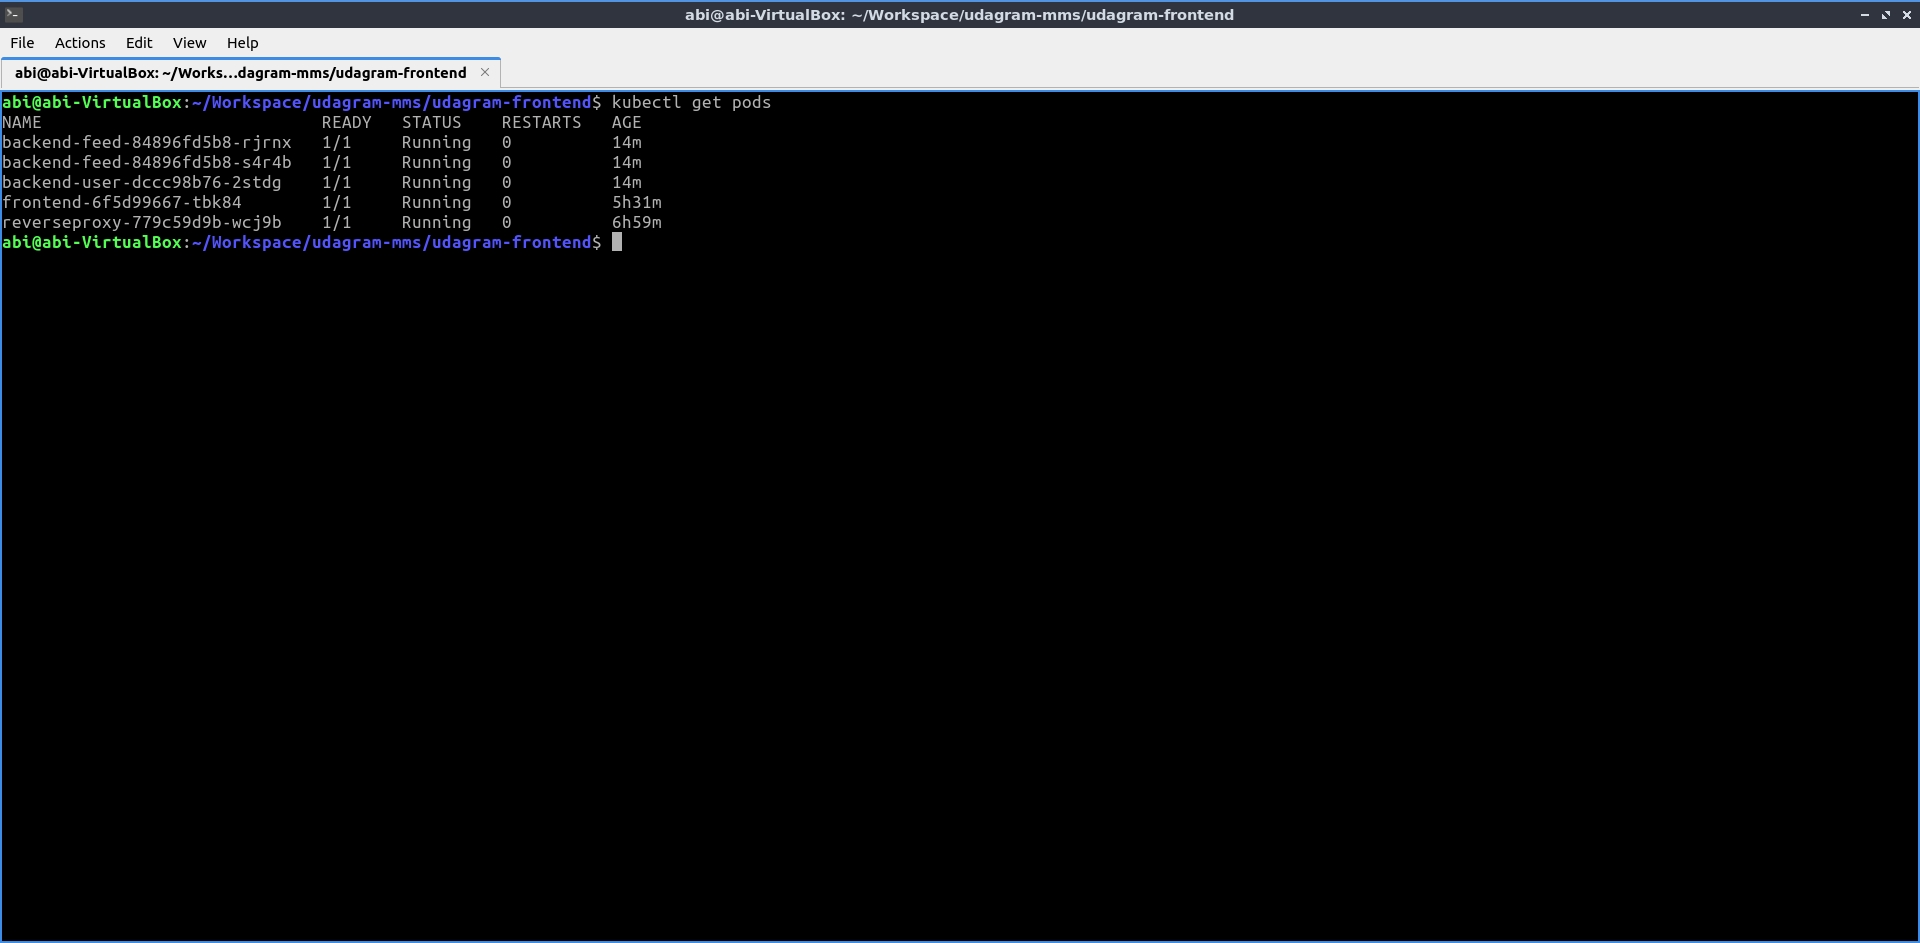 abi@abi-VirtualBox: ~/Workspace/udagram-mms/udagram-frontend
File Actions Edit View Help
abi@abi-VirtualBox: ~/Works...dagram-mms/udagram-frontend
abi@abi-VirtualBox:~/Workspace/udagram-mms/udagram-frontend$ kubectl get pods
NAME READY STATUS RESTARTS AGE
backend-feed-84896fd5b8-rjrnx 1/1 Running 0 14m
backend-feed-84896fd5b8-s4r4b 1/1 Running 0 14m
backend-user-dccc98b76-2stdg 1/1 Running 0 14m
frontend-6f5d99667-tbk84 1/1 Running 0 5h31m
reverseproxy-779c59d9b-wcj9b 1/1 Running 0 6h59m
abi@abi-VirtualBox:~/Workspace/udagram-mms/udagram-frontend$